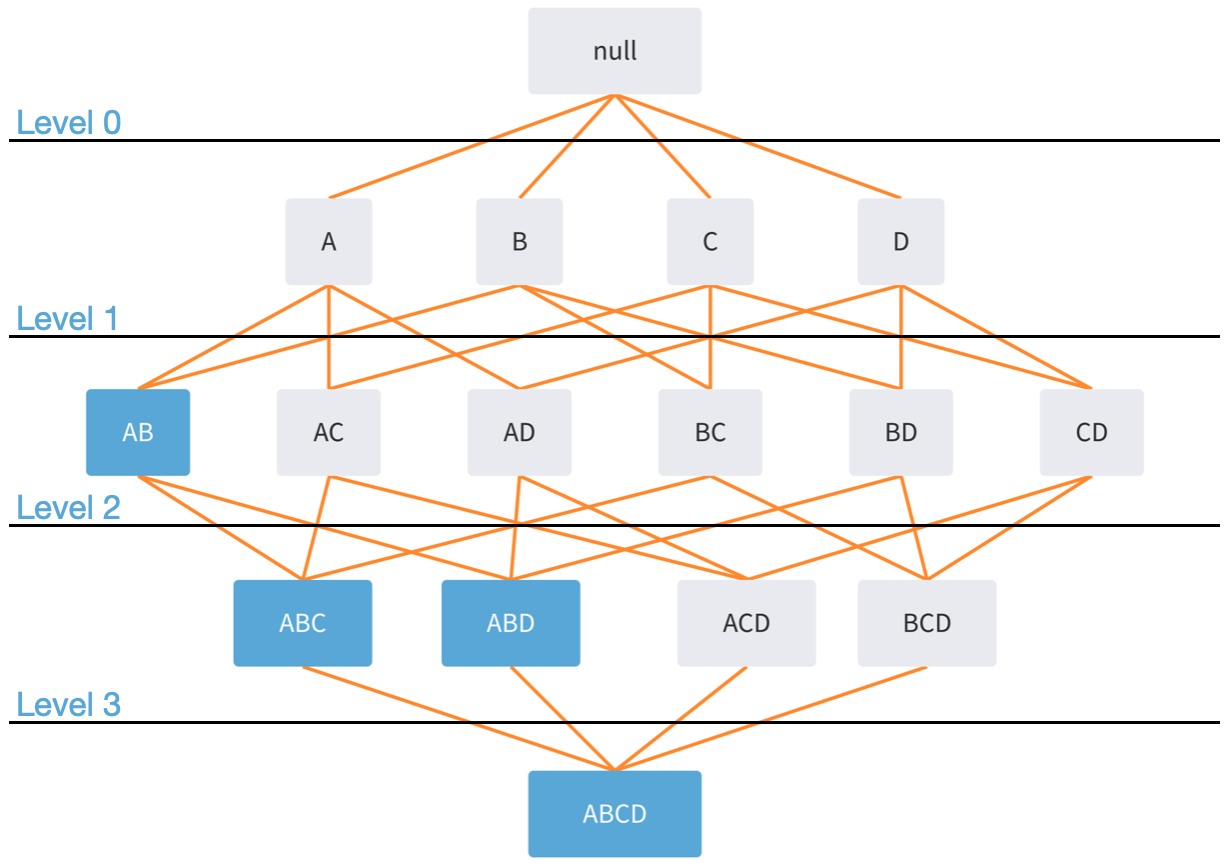 null
Level 0
A B C D
Level 1
AB AC AD BC BD CD
Level 2
ABC ABD ACD BCD
Level 3
ABCD